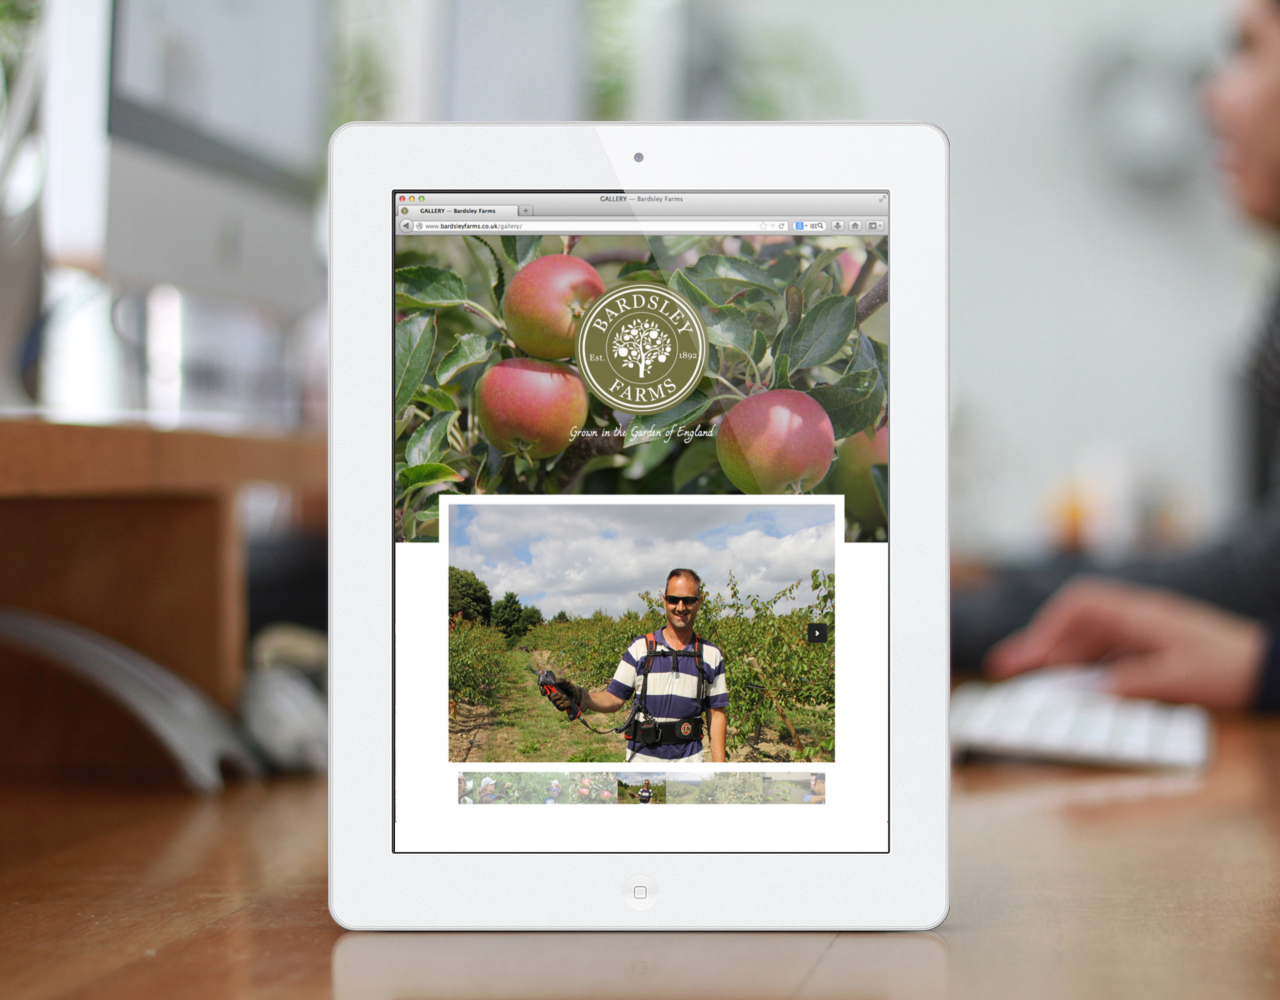 GALLERY — Bardsley Farms
GALLERY — Bardsley Farms
www.bardsleyfarms.co.uk/gallery/
BARDSLEY
Est. 1892
FARMS
Grown in the Garden of England